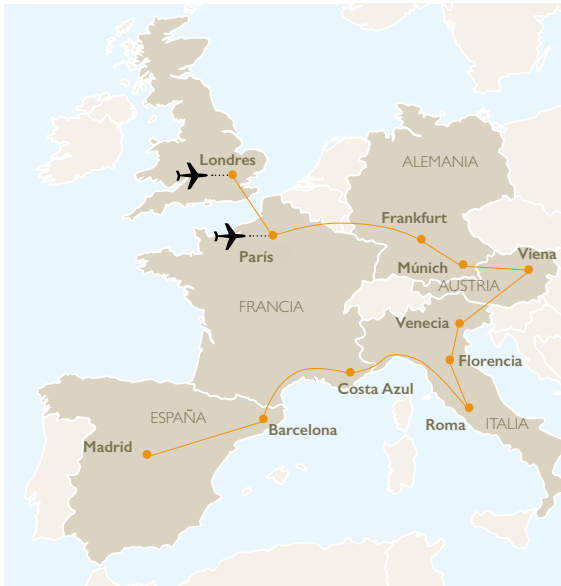 Londres
ALEMANIA
Frankfurt
París
Viena
Múnich
AUSTRIA
FRANCIA
Venecia
Florencia
Costa Azul
ESPAÑA
Barcelona
Roma
ITALIA
Madrid